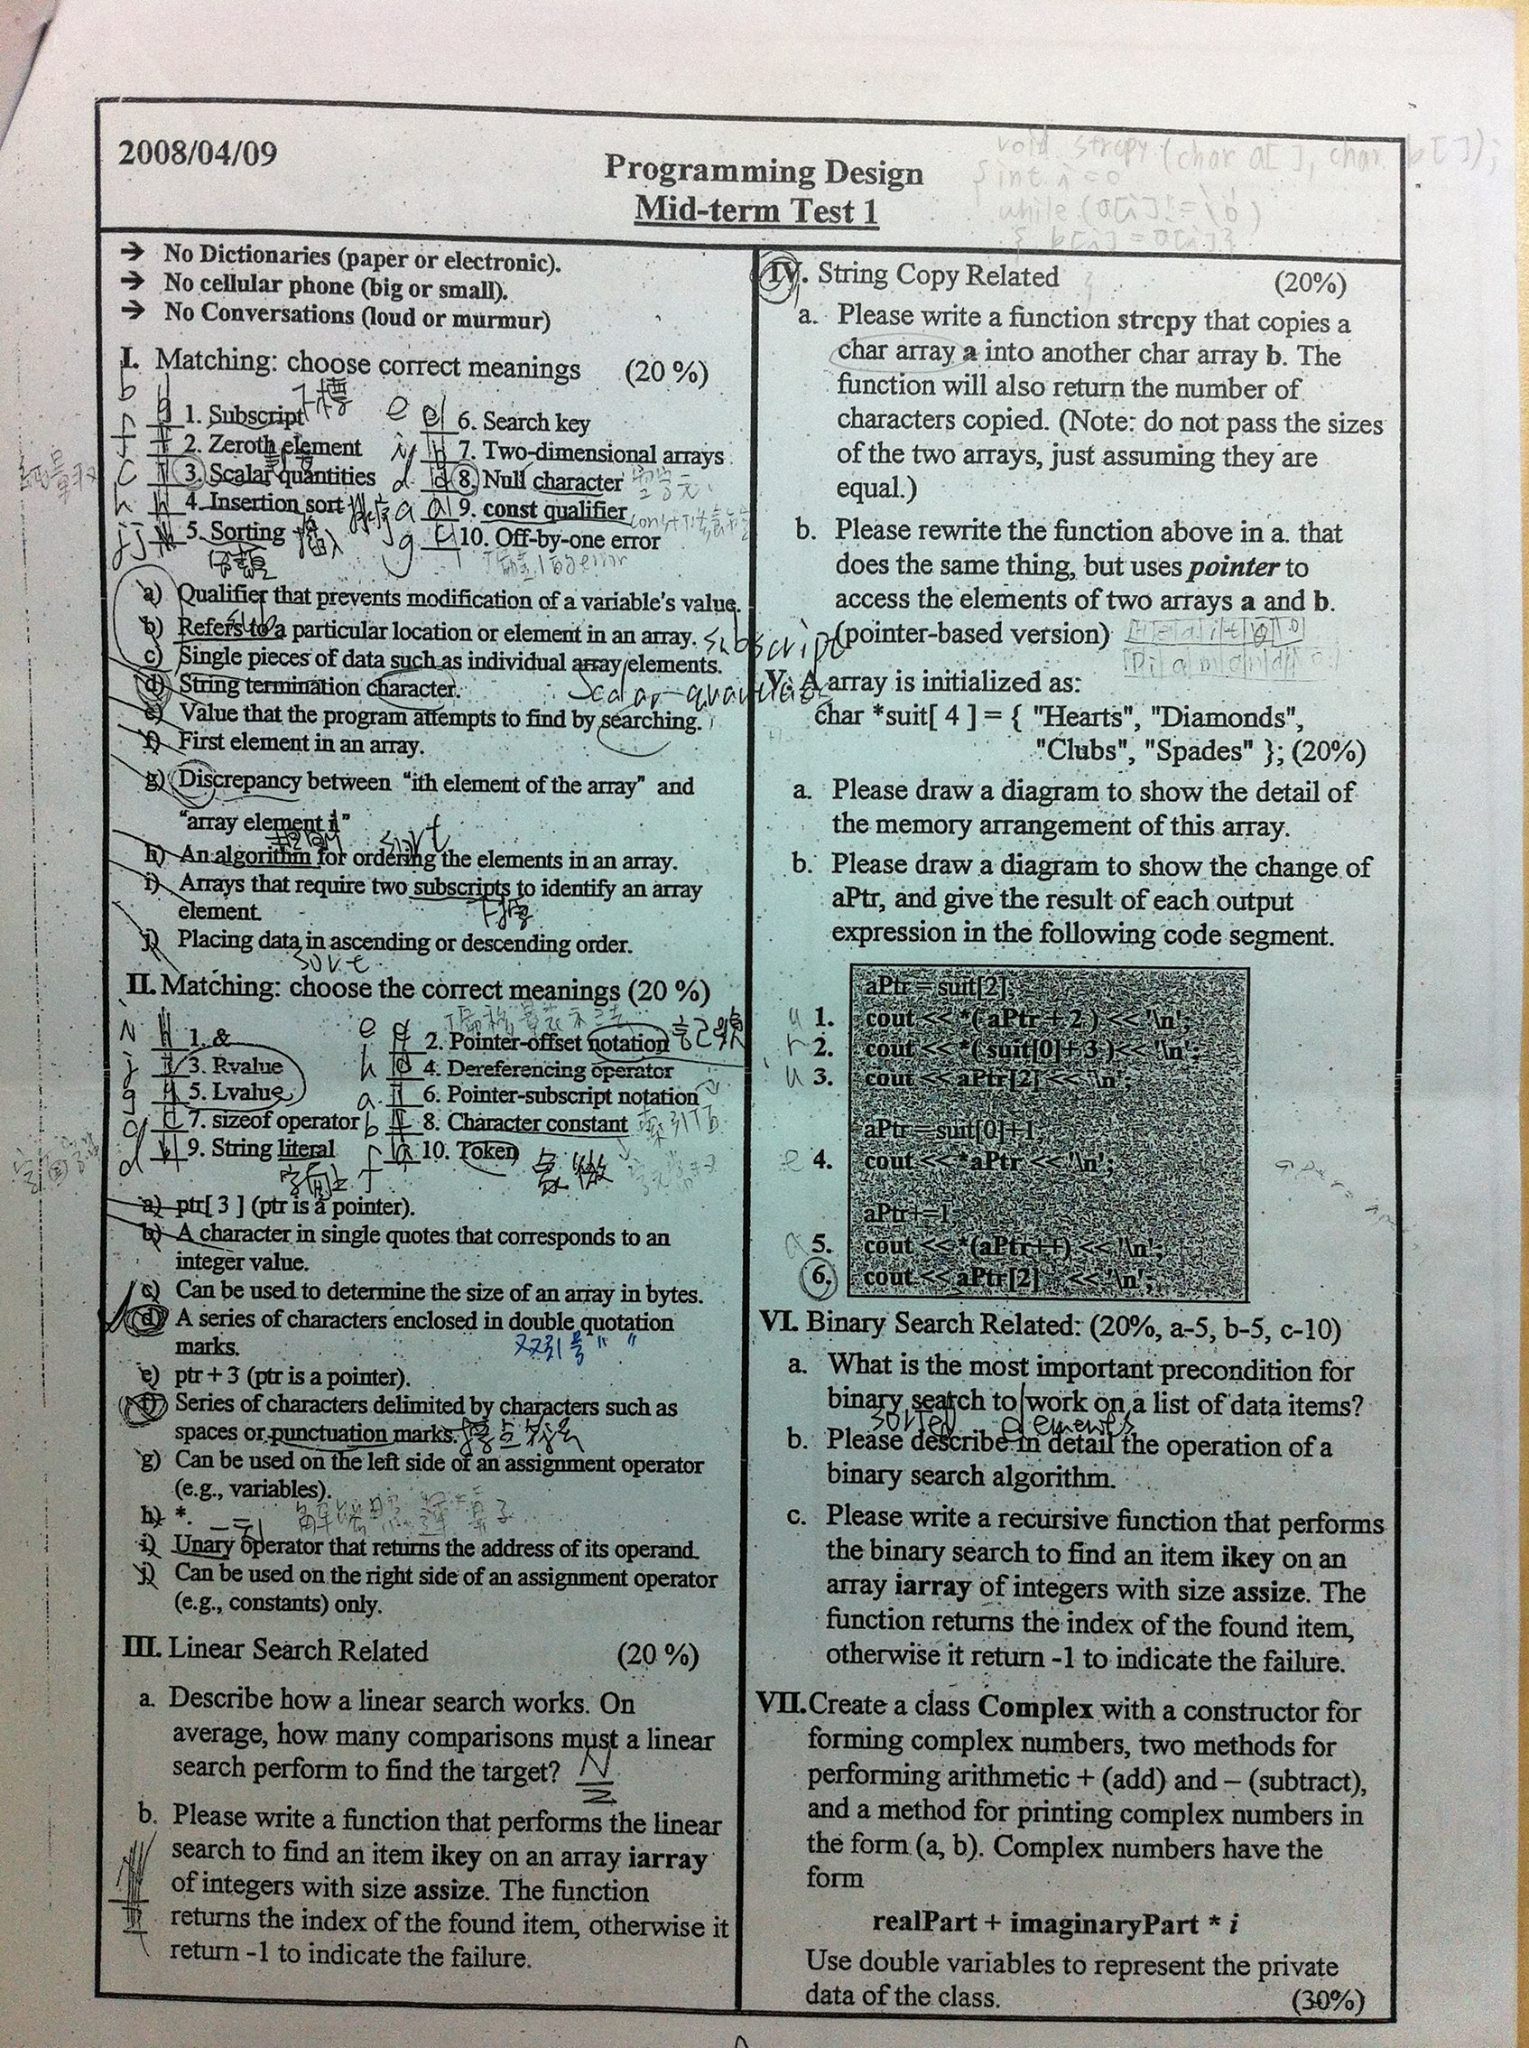 2008/04/09
Programming Design
Mid-term Test 1
void strcpy (char a[ ], char b[ ]);
{ int i = 0
while (a[i] !=
{ b[i] = a[i] }
→ No Dictionaries (paper or electronic).
→ No cellular phone (big or small).
→ No Conversations (loud or murmur)
I. Matching: choose correct meanings (20 %)
b 1. Subscript
f 2. Zeroth element
c 3. Scalar quantities
h 4. Insertion sort 排序
j 5. Sorting 插入
e 6. Search key
i 7. Two-dimensional arrays
d 8. Null character
a 9. const qualifier
g 10. Off-by-one error
a) Qualifier that prevents modification of a variable's value.
b) Refers to a particular location or element in an array. subscript
c) Single pieces of data such as individual array elements.
scalar quantities
d) String termination character.
e) Value that the program attempts to find by searching.
f) First element in an array.
g) Discrepancy between “ith element of the array” and
“array element i”
sort
h) An algorithm for ordering the elements in an array.
i) Arrays that require two subscripts to identify an array
element.
j) Placing data in ascending or descending order.
sort
II. Matching: choose the correct meanings (20 %)
i 1. &
e 2. Pointer-offset notation
j 3. Rvalue
h 4. Dereferencing operator
g 5. Lvalue
a 6. Pointer-subscript notation
c 7. sizeof operator
b 8. Character constant
d 9. String literal
f 10. Token
象徵
a) ptr[ 3 ] (ptr is a pointer).
b) A character in single quotes that corresponds to an
integer value.
c) Can be used to determine the size of an array in bytes.
d) A series of characters enclosed in double quotation
marks.
双引号 “ ”
e) ptr + 3 (ptr is a pointer).
f) Series of characters delimited by characters such as
spaces or punctuation marks.
g) Can be used on the left side of an assignment operator
(e.g., variables).
h) *.
i) Unary operator that returns the address of its operand.
j) Can be used on the right side of an assignment operator
(e.g., constants) only.
III. Linear Search Related (20 %)
a. Describe how a linear search works. On
average, how many comparisons must a linear
search perform to find the target? N
2
b. Please write a function that performs the linear
search to find an item ikey on an array iarray
of integers with size assize. The function
returns the index of the found item, otherwise it
return -1 to indicate the failure.
IV. String Copy Related (20%)
a. Please write a function strcpy that copies a
char array a into another char array b. The
function will also return the number of
characters copied. (Note: do not pass the sizes
of the two arrays, just assuming they are
equal.)
b. Please rewrite the function above in a. that
does the same thing, but uses pointer to
access the elements of two arrays a and b.
(pointer-based version)
V. A array is initialized as:
char *suit[ 4 ] = { "Hearts", "Diamonds",
"Clubs", "Spades" }; (20%)
a. Please draw a diagram to show the detail of
the memory arrangement of this array.
b. Please draw a diagram to show the change of
aPtr, and give the result of each output
expression in the following code segment.
aPtr = suit[2];
u 1. cout << *( aPtr + 2 ) << '\n';
r 2. cout << *( suit[0]+ 3 )<< '\n';
u 3. cout << aPtr[2] << '\n';
aPtr = suit[0]+1;
e 4. cout << *aPtr << '\n';
aPtr+=1;
a 5. cout << *(aPtr++) << '\n';
6. cout << aPtr[2] << '\n';
VI. Binary Search Related: (20%, a-5, b-5, c-10)
a. What is the most important precondition for
binary search to work on a list of data items?
sorted elements
b. Please describe in detail the operation of a
binary search algorithm.
c. Please write a recursive function that performs
the binary search to find an item ikey on an
array iarray of integers with size assize. The
function returns the index of the found item,
otherwise it return -1 to indicate the failure.
VII. Create a class Complex with a constructor for
forming complex numbers, two methods for
performing arithmetic + (add) and – (subtract),
and a method for printing complex numbers in
the form (a, b). Complex numbers have the
form
realPart + imaginaryPart * i
Use double variables to represent the private
data of the class. (30%)